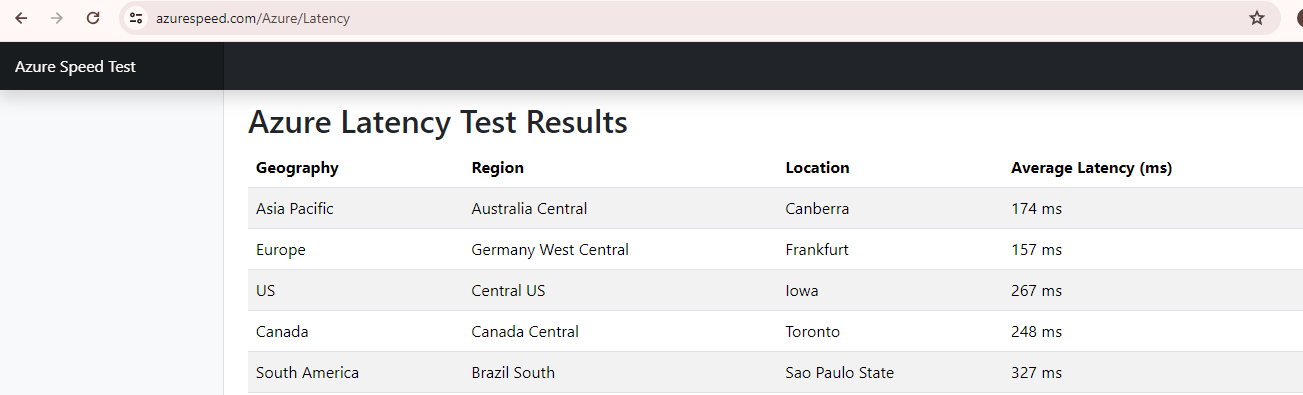 azurespeed.com/Azure/Latency
Azure Speed Test
Azure Latency Test Results
Geography Region Location Average Latency (ms)
Asia Pacific Australia Central Canberra 174 ms
Europe Germany West Central Frankfurt 157 ms
US Central US Iowa 267 ms
Canada Canada Central Toronto 248 ms
South America Brazil South Sao Paulo State 327 ms